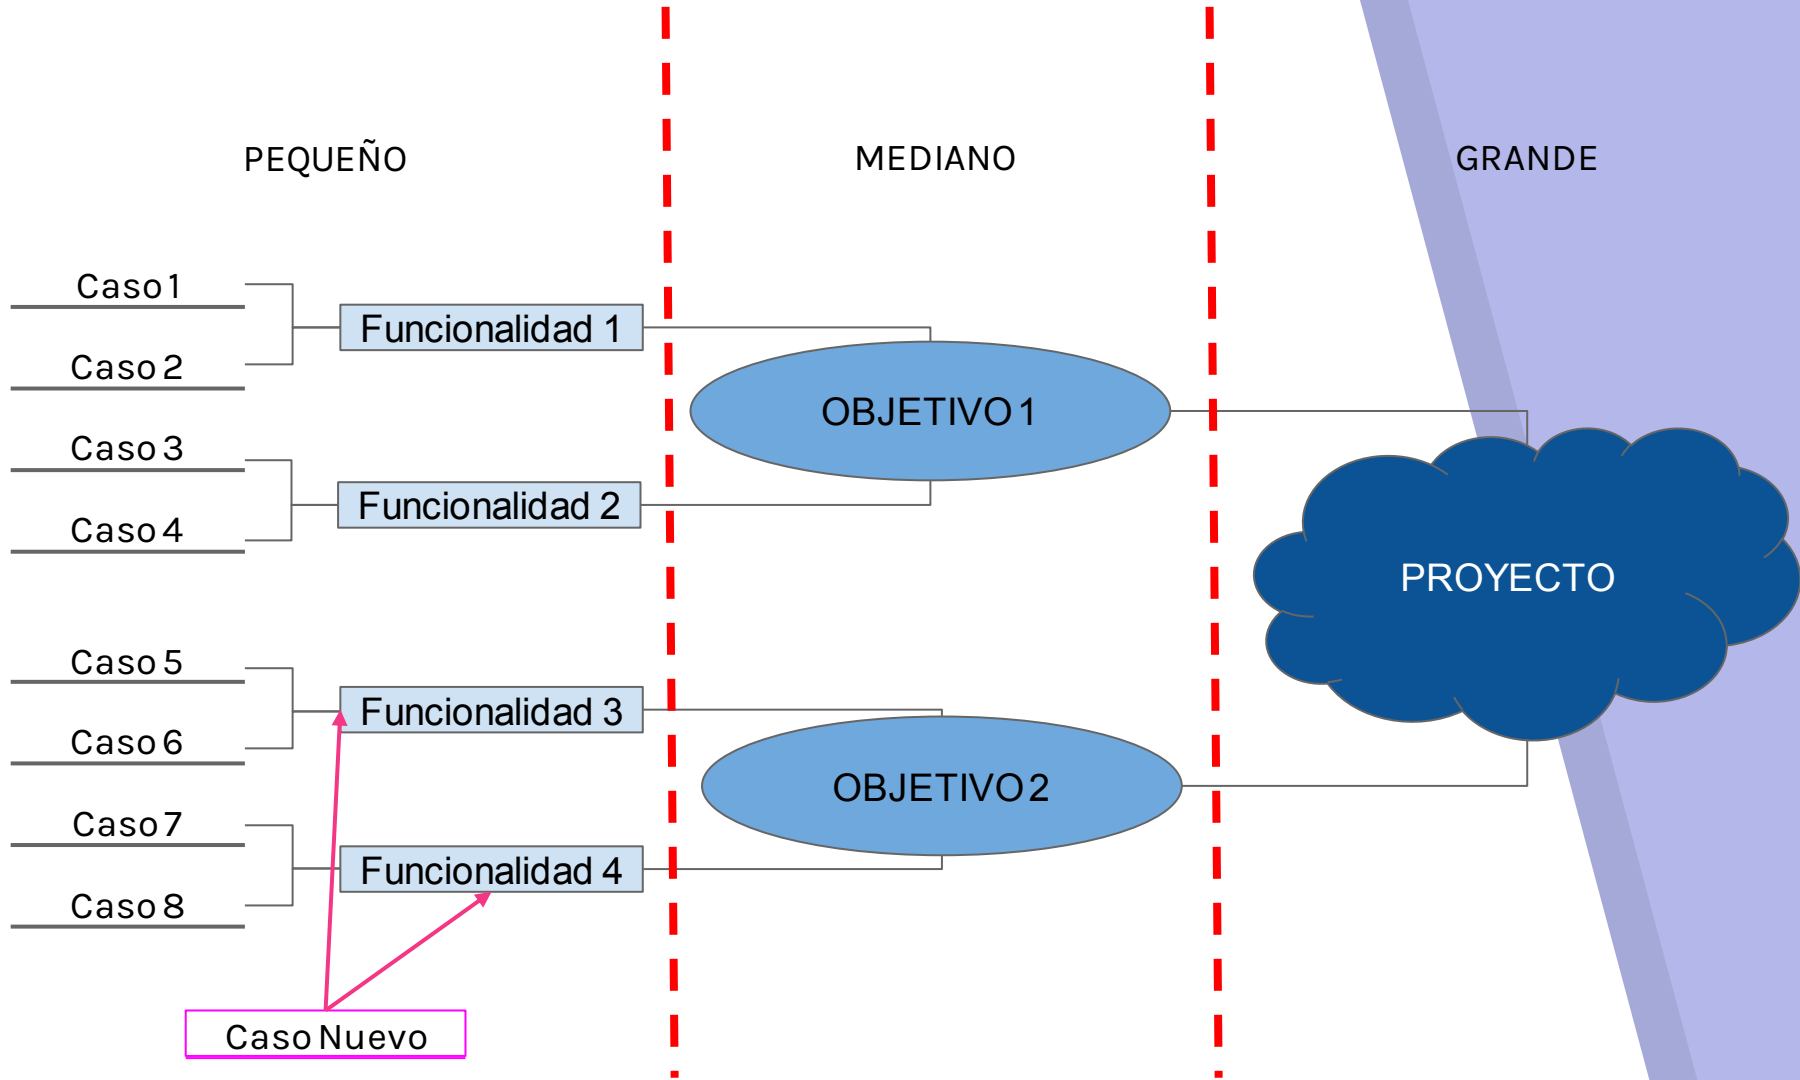 PEQUEÑO
MEDIANO
GRANDE
Caso 1
Caso 2
Funcionalidad 1
Caso 3
Caso 4
Funcionalidad 2
OBJETIVO 1
Caso 5
Caso 6
Funcionalidad 3
Caso 7
Caso 8
Funcionalidad 4
OBJETIVO 2
PROYECTO
Caso Nuevo